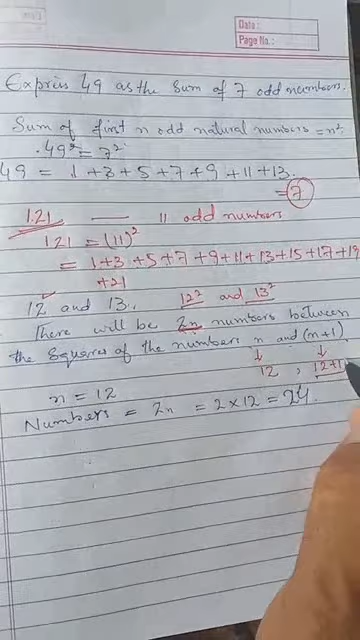 Date :
Page No. :
Express 49 as the sum of 7 odd numbers.
Sum of first n odd natural numbers = n².
49² = 7²
49 = 1 + 3 + 5 + 7 + 9 + 11 + 13.
= 7
121 —— 11 odd numbers
121 = (11)²
= 1 + 3 + 5 + 7 + 9 + 11 + 13 + 15 + 17 + 19
+ 21
12 and 13. 12² and 13²
There will be 2n numbers between
the squares of the numbers n and (n+1)
12 , 12+1
n = 12
Numbers = 2n = 2 × 12 = 24.